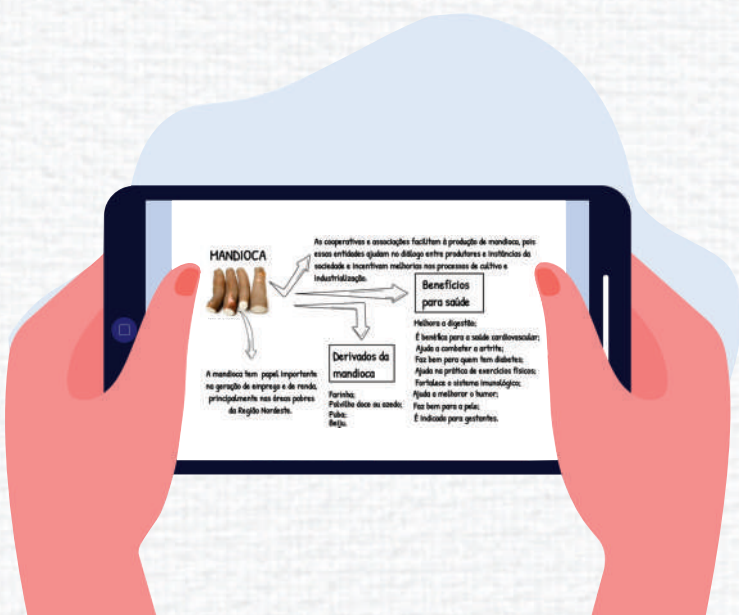 MANDIOCA
As cooperativas e associações facilitam à produção de mandioca, pois
essas entidades ajudam no diálogo entre produtores e instâncias da
sociedade e incentivam melhorias nos processos de cultivo e
industrialização.
Benefícios
para saúde
Melhora a digestão;
É benéfica para a saúde cardiovascular;
Ajuda a combater a artrite;
Faz bem para quem tem diabetes;
Ajuda na prática de exercícios físicos;
Fortalece o sistema imunológico;
Ajuda a melhorar o humor;
Faz bem para a pele;
É indicado para gestantes.
Derivados da
mandioca
Farinha;
Polvilho doce ou azedo;
Puba;
Beiju.
A mandioca tem papel importante
na geração de emprego e de renda,
principalmente nas áreas pobres
da Região Nordeste.